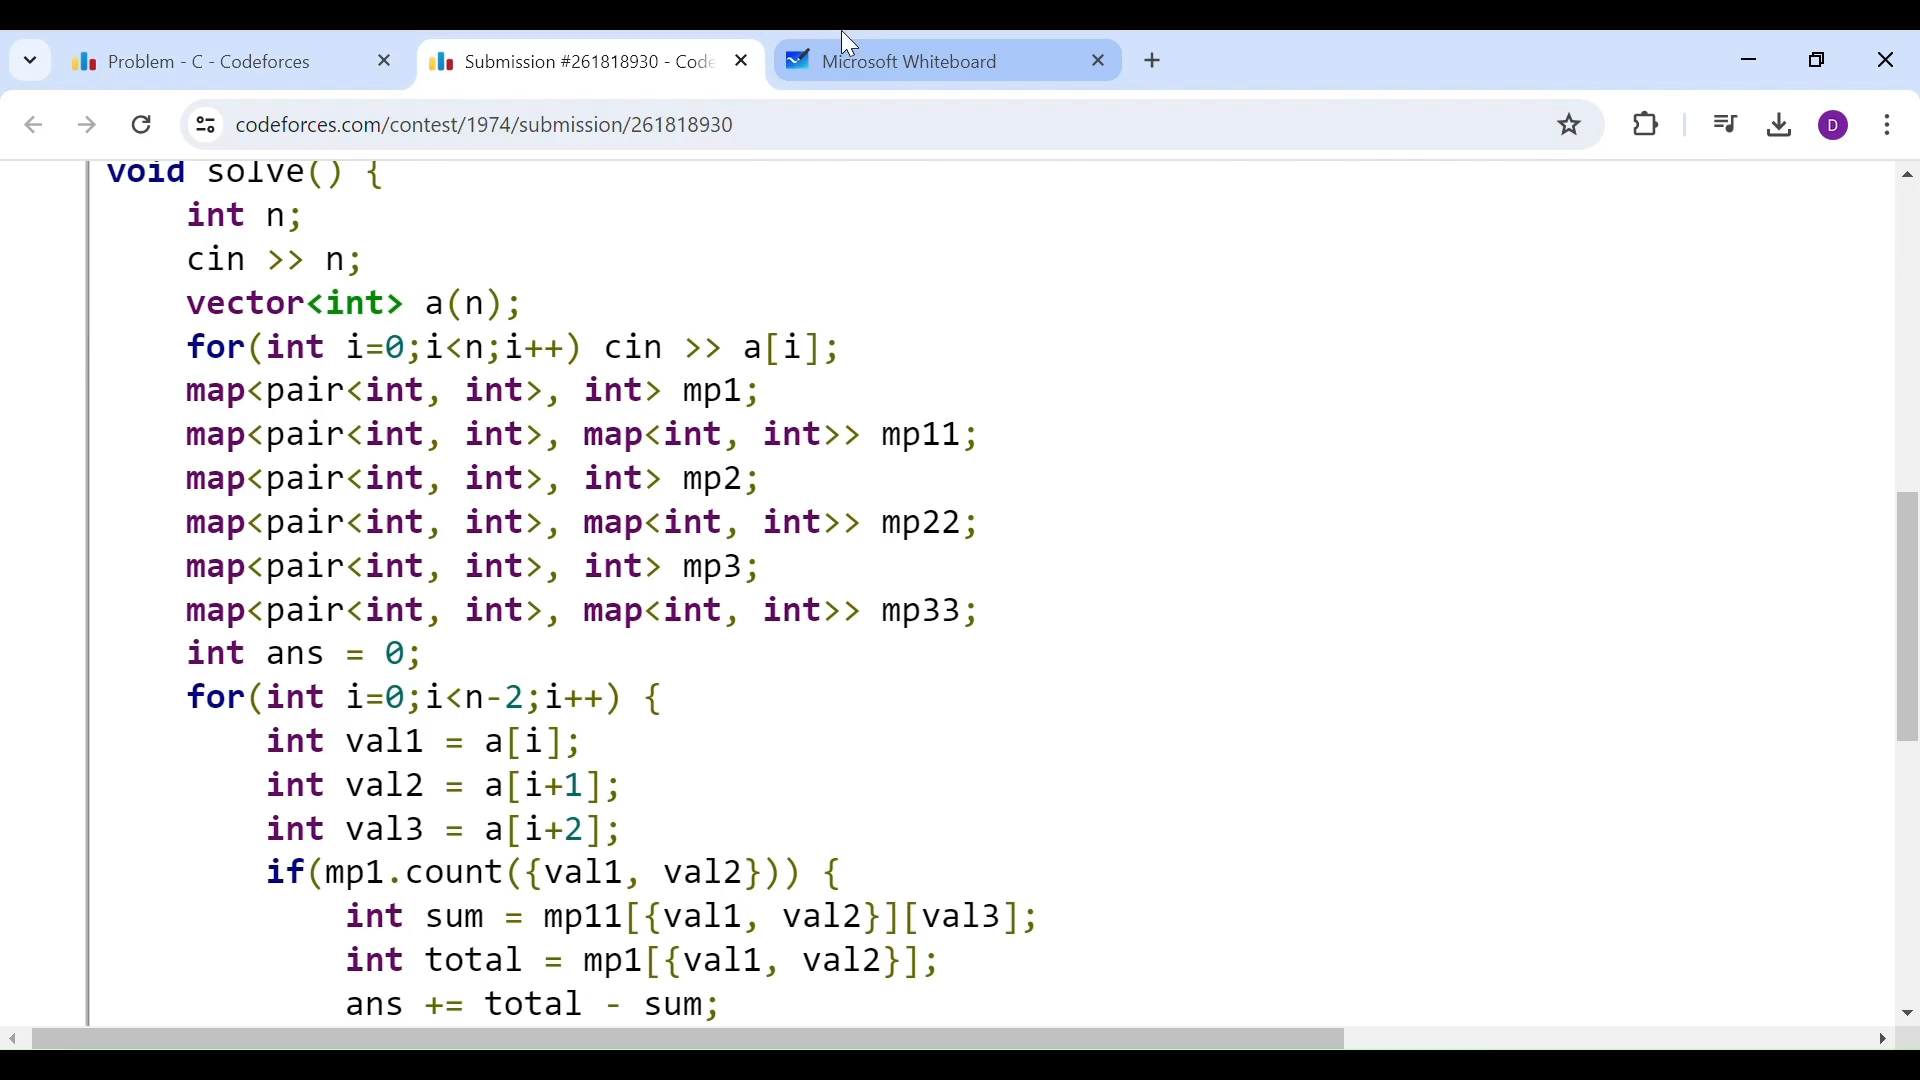 Problem - C - Codeforces
Submission #261818930 - Code
Microsoft Whiteboard
codeforces.com/contest/1974/submission/261818930
D
void solve() {
int n;
cin >> n;
vector<int> a(n);
for(int i=0;i<n;i++) cin >> a[i];
map<pair<int, int>, int> mp1;
map<pair<int, int>, map<int, int>> mp11;
map<pair<int, int>, int> mp2;
map<pair<int, int>, map<int, int>> mp22;
map<pair<int, int>, int> mp3;
map<pair<int, int>, map<int, int>> mp33;
int ans = 0;
for(int i=0;i<n-2;i++) {
int val1 = a[i];
int val2 = a[i+1];
int val3 = a[i+2];
if(mp1.count({val1, val2})) {
int sum = mp11[{val1, val2}][val3];
int total = mp1[{val1, val2}];
ans += total - sum;